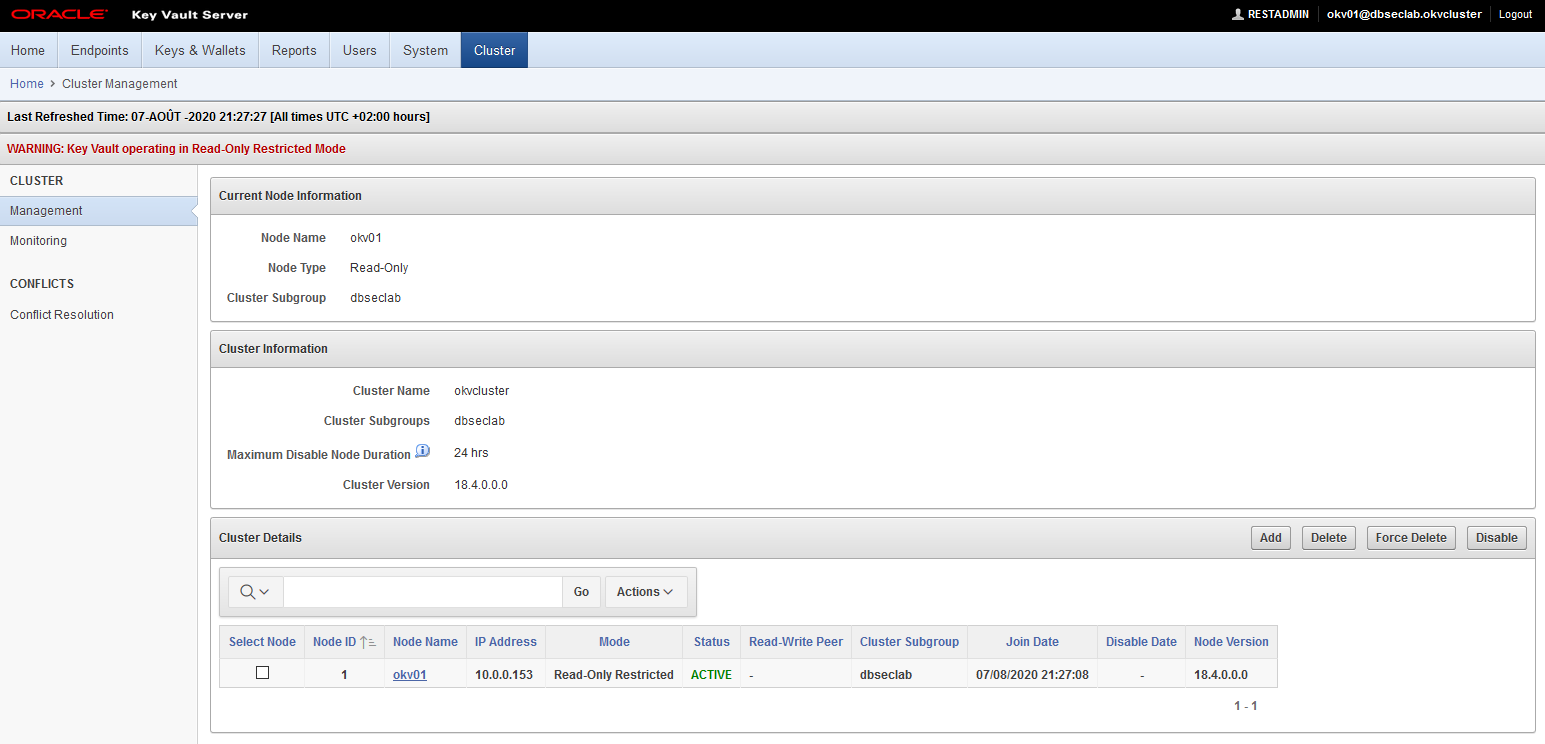 ORACLE Key Vault Server RESTADMIN okv01@dbseclab.okvcluster Logout
Home Endpoints Keys & Wallets Reports Users System Cluster
Home > Cluster Management
Last Refreshed Time: 07-AOÛT -2020 21:27:27 [All times UTC +02:00 hours]
WARNING: Key Vault operating in Read-Only Restricted Mode
CLUSTER
Management
Monitoring
CONFLICTS
Conflict Resolution
Current Node Information
Node Name okv01
Node Type Read-Only
Cluster Subgroup dbseclab
Cluster Information
Cluster Name okvcluster
Cluster Subgroups dbseclab
Maximum Disable Node Duration 24 hrs
Cluster Version 18.4.0.0.0
Cluster Details Add Delete Force Delete Disable
Go Actions
Select Node Node ID Node Name IP Address Mode Status Read-Write Peer Cluster Subgroup Join Date Disable Date Node Version
1 okv01 10.0.0.153 Read-Only Restricted ACTIVE - dbseclab 07/08/2020 21:27:08 - 18.4.0.0.0
1 - 1